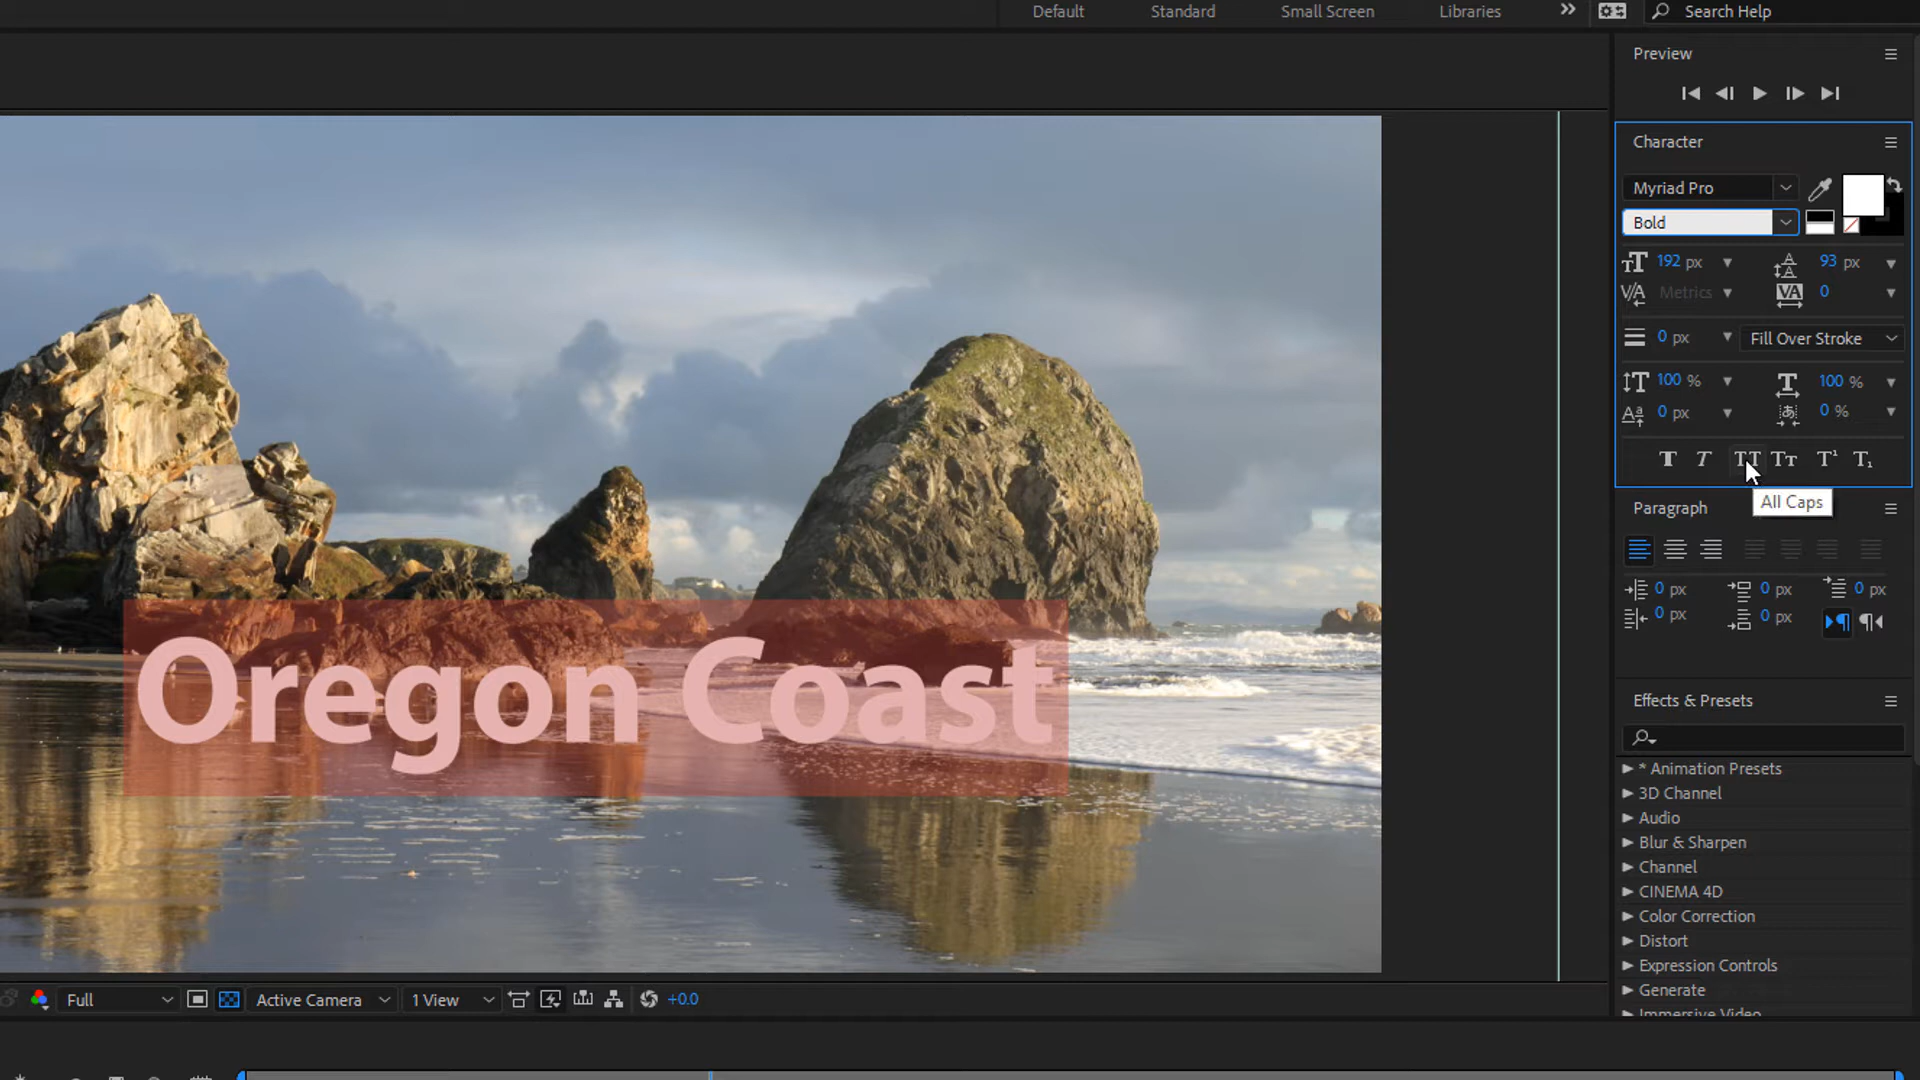 Default Standard Small Screen Libraries Search Help
Preview
Character
Myriad Pro
Bold
192 px 93 px
Metrics 0
0 px Fill Over Stroke
100 % 100 %
0 px 0 %
All Caps
Paragraph
0 px 0 px 0 px
0 px 0 px
Oregon Coast
Effects & Presets
* Animation Presets
3D Channel
Audio
Blur & Sharpen
Channel
CINEMA 4D
Color Correction
Distort
Expression Controls
Generate
Immersive Video
Full Active Camera 1 View +0.0